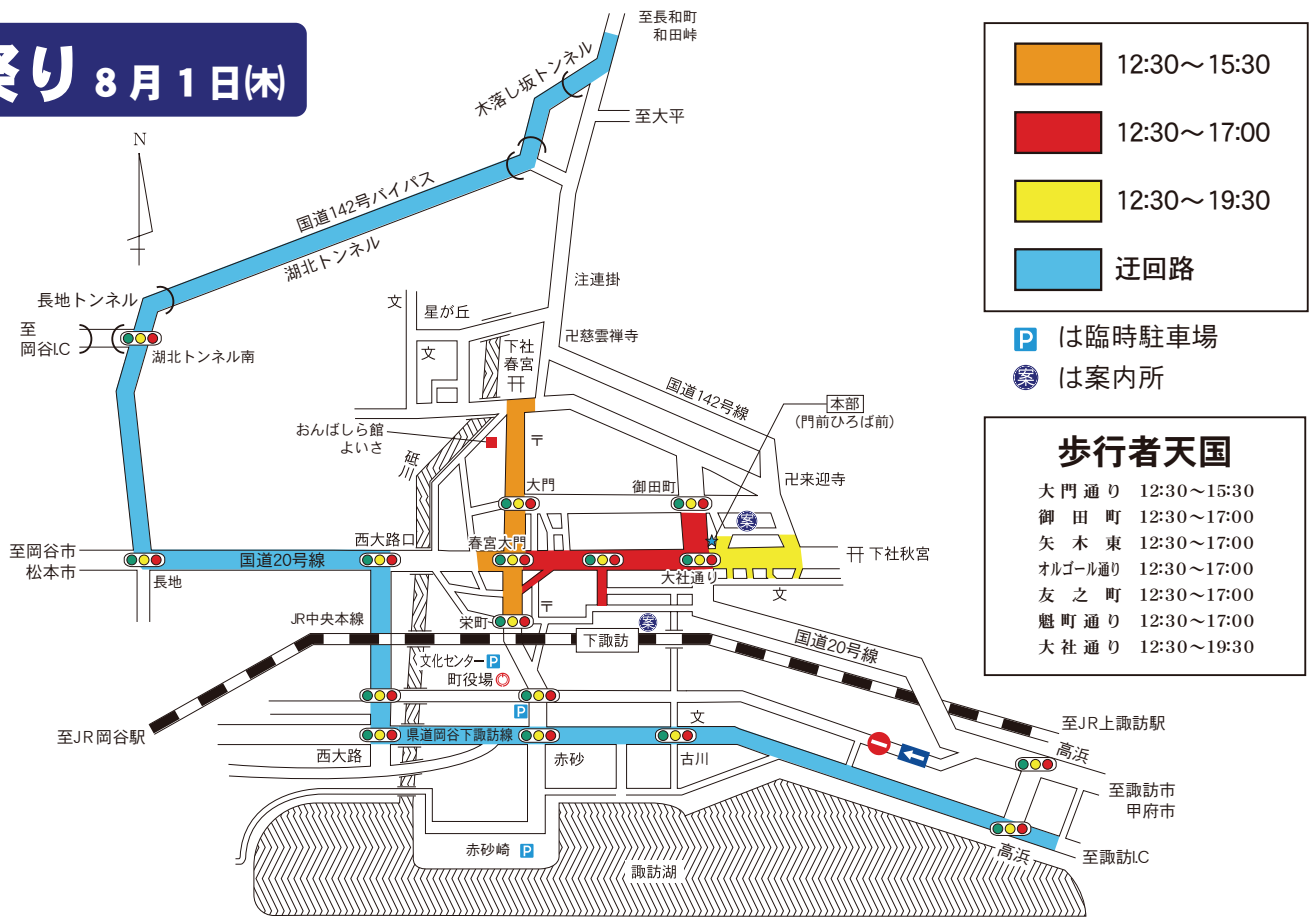 祭り 8月1日(木)
至長和町
和田峠
木落し坂トンネル
至大平
N
国道142号バイパス
湖北トンネル
長地トンネル
至
岡谷I.C
湖北トンネル南
注連掛
文
星が丘
文
下社
春宮
卍慈雲禅寺
国道142号線
本部
(門前ひろば前)
おんばしら館
よいさ
〒
砥川
大門
御田町
卍来迎寺
案
至岡谷市
松本市
長地
国道20号線
西大路口
春宮大門
大社通り
下社秋宮
文
JR中央本線
栄町
〒
案
下諏訪
国道20号線
文化センター P
町役場
P
至JR岡谷駅
西大路
県道岡谷下諏訪線
赤砂
文
古川
至JR上諏訪駅
高浜
至諏訪市
甲府市
高浜
至諏訪I.C
赤砂崎 P
諏訪湖
12:30～15:30
12:30～17:00
12:30～19:30
迂回路
P は臨時駐車場
案 は案内所
歩行者天国
大門通り 12:30～15:30
御田町 12:30～17:00
矢木東 12:30～17:00
オルゴール通り 12:30～17:00
友之町 12:30～17:00
魁町通り 12:30～17:00
大社通り 12:30～19:30